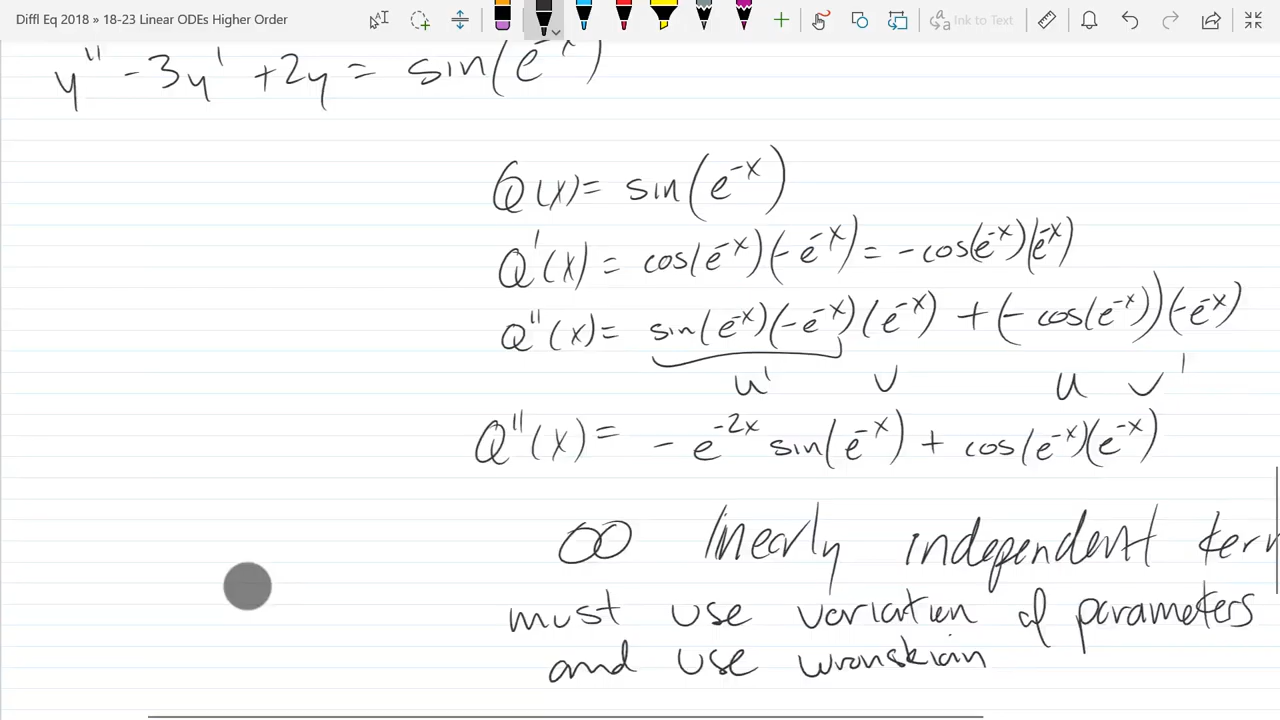 Diffl Eq 2018 » 18-23 Linear ODEs Higher Order
Ink to Text
y'' - 3y' + 2y = sin(e^-x)
Q(x) = sin(e^-x)
Q'(x) = cos(e^-x)(-e^-x) = -cos(e^-x)(e^-x)
Q''(x) = sin(e^-x)(-e^-x)(e^-x) + (-cos(e^-x))(-e^-x)
u' v u v'
Q''(x) = -e^-2x sin(e^-x) + cos(e^-x)(e^-x)
∞ linearly independent
must use variation of parameters
and use wronskian